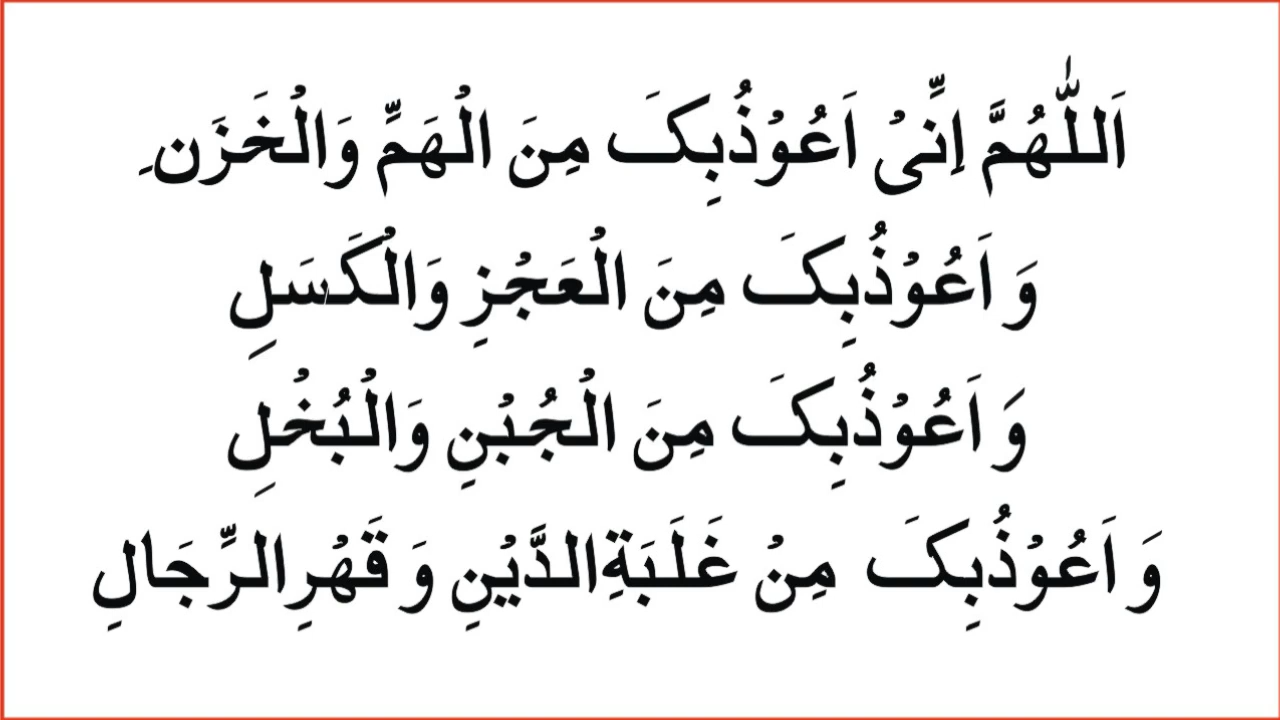 اَللّٰهُمَّ اِنِّیْ اَعُوْذُبِکَ مِنَ الْهَمِّ وَالْخَزَنِ
وَ اَعُوْذُبِکَ مِنَ الْعَجْزِ وَالْکَسَلِ
وَ اَعُوْذُبِکَ مِنَ الْجُبْنِ وَالْبُخْلِ
وَ اَعُوْذُبِکَ مِنْ غَلَبَةِالدَّيْنِ وَ قَهْرِالرِّجَالِ